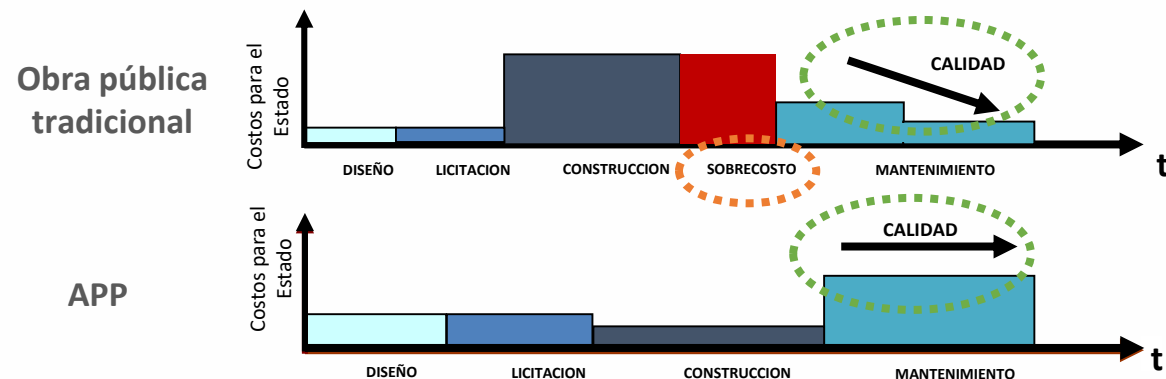 Obra pública
tradicional
Costos para el
Estado
CALIDAD
DISEÑO
LICITACION
CONSTRUCCION
SOBRECOSTO
MANTENIMIENTO
t
APP
Costos para el
Estado
CALIDAD
DISEÑO
LICITACION
CONSTRUCCION
MANTENIMIENTO
t